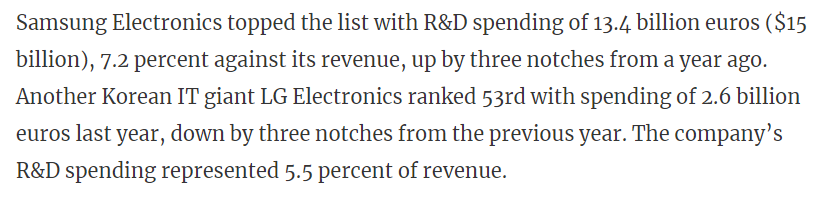 Samsung Electronics topped the list with R&D spending of 13.4 billion euros ($15
billion), 7.2 percent against its revenue, up by three notches from a year ago.
Another Korean IT giant LG Electronics ranked 53rd with spending of 2.6 billion
euros last year, down by three notches from the previous year. The company’s
R&D spending represented 5.5 percent of revenue.